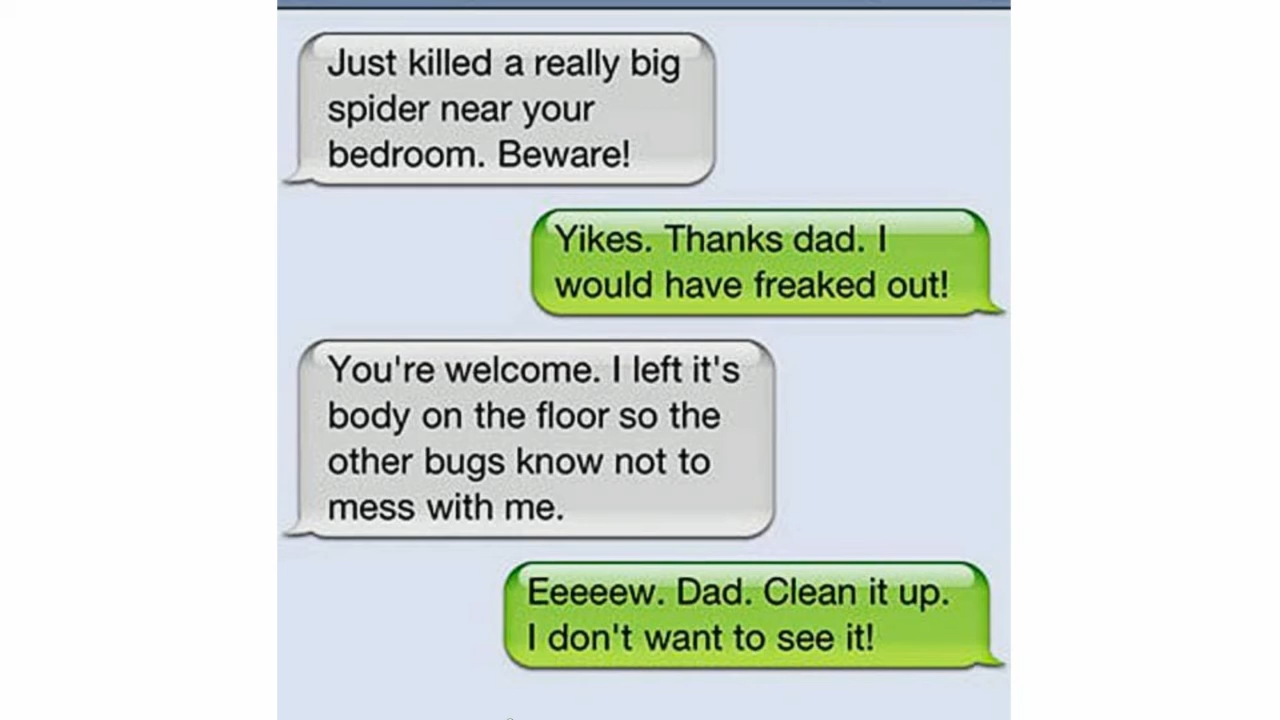 Just killed a really big
spider near your
bedroom. Beware!
Yikes. Thanks dad. I
would have freaked out!
You're welcome. I left it's
body on the floor so the
other bugs know not to
mess with me.
Eeeeew. Dad. Clean it up.
I don't want to see it!